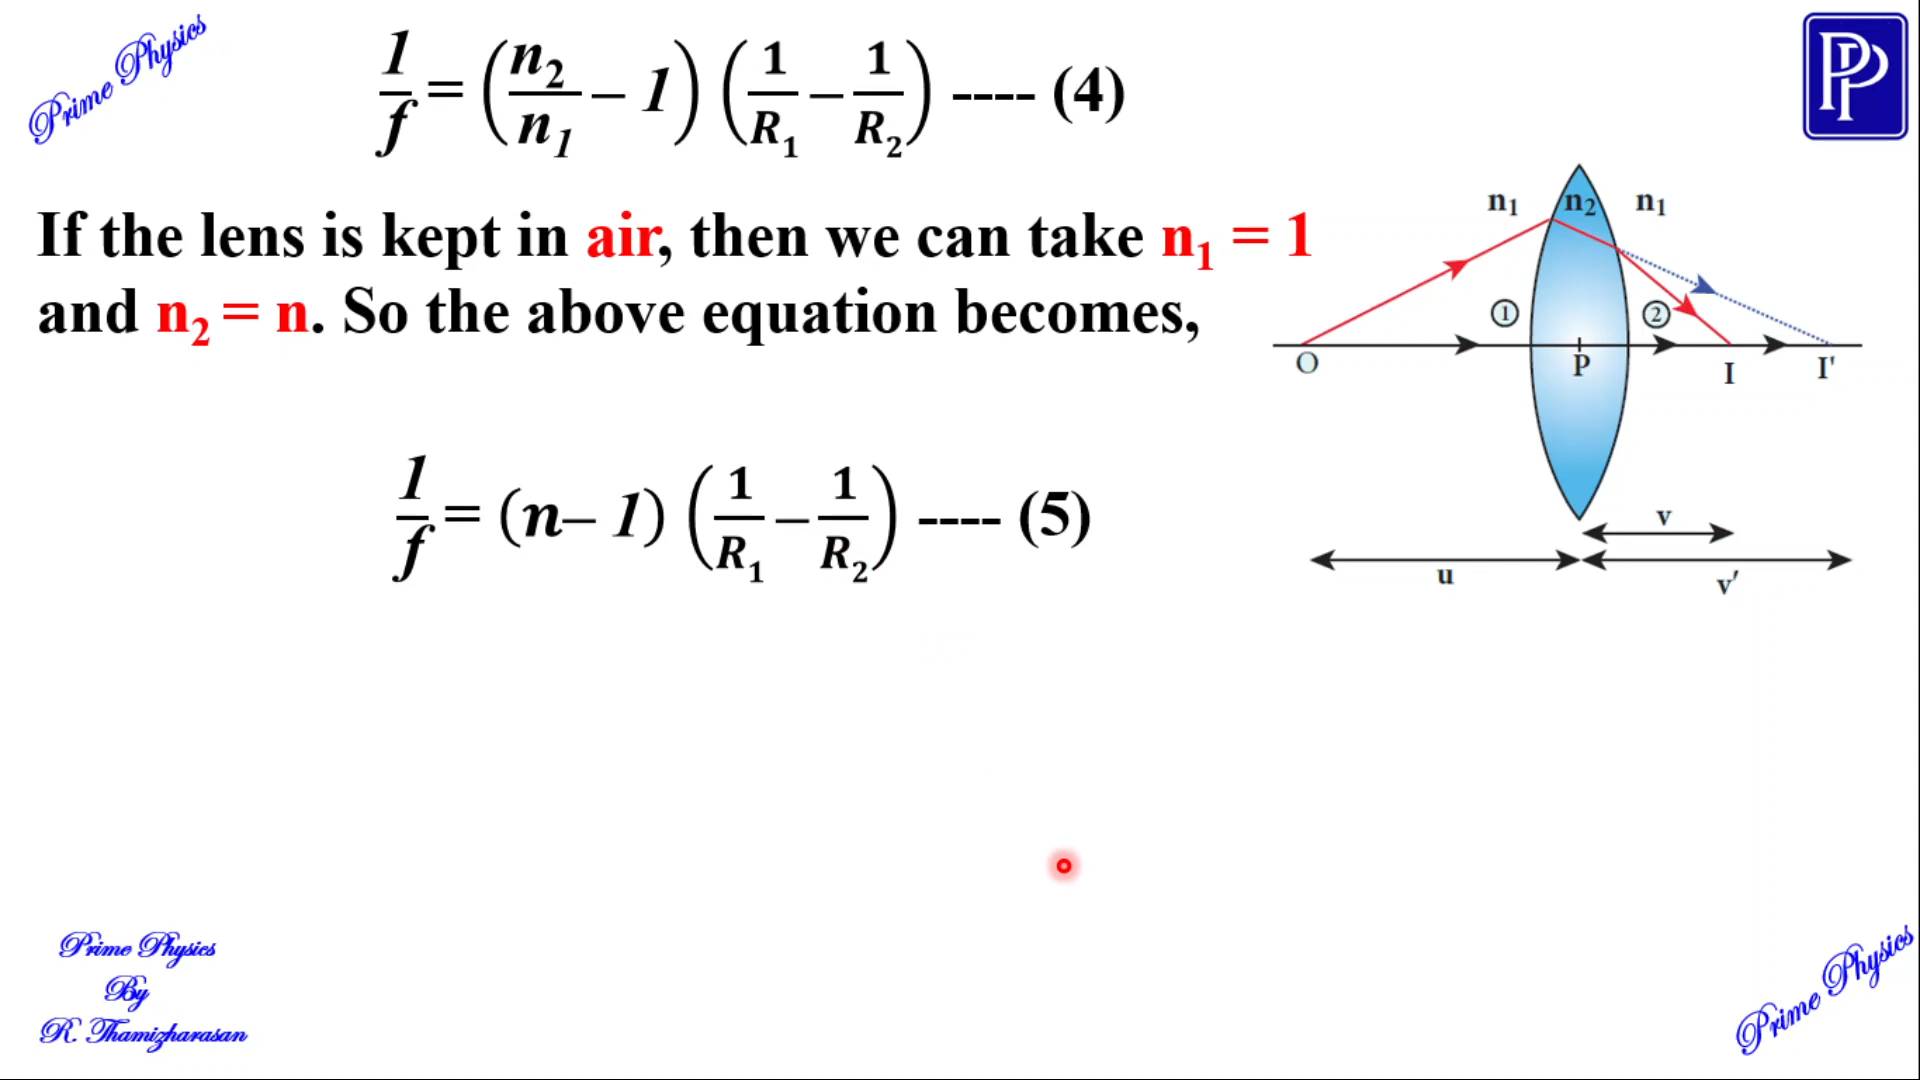 Prime Physics
PP
1/f = (n₂/n₁ – 1) (1/R₁ – 1/R₂) ---- (4)
If the lens is kept in air, then we can take n₁ = 1
and n₂ = n. So the above equation becomes,
1/f = (n– 1) (1/R₁ – 1/R₂) ---- (5)
n₁ n₂ n₁
① ②
O P I I'
v
u v′
Prime Physics
By
R. Thamizharasan
Prime Physics